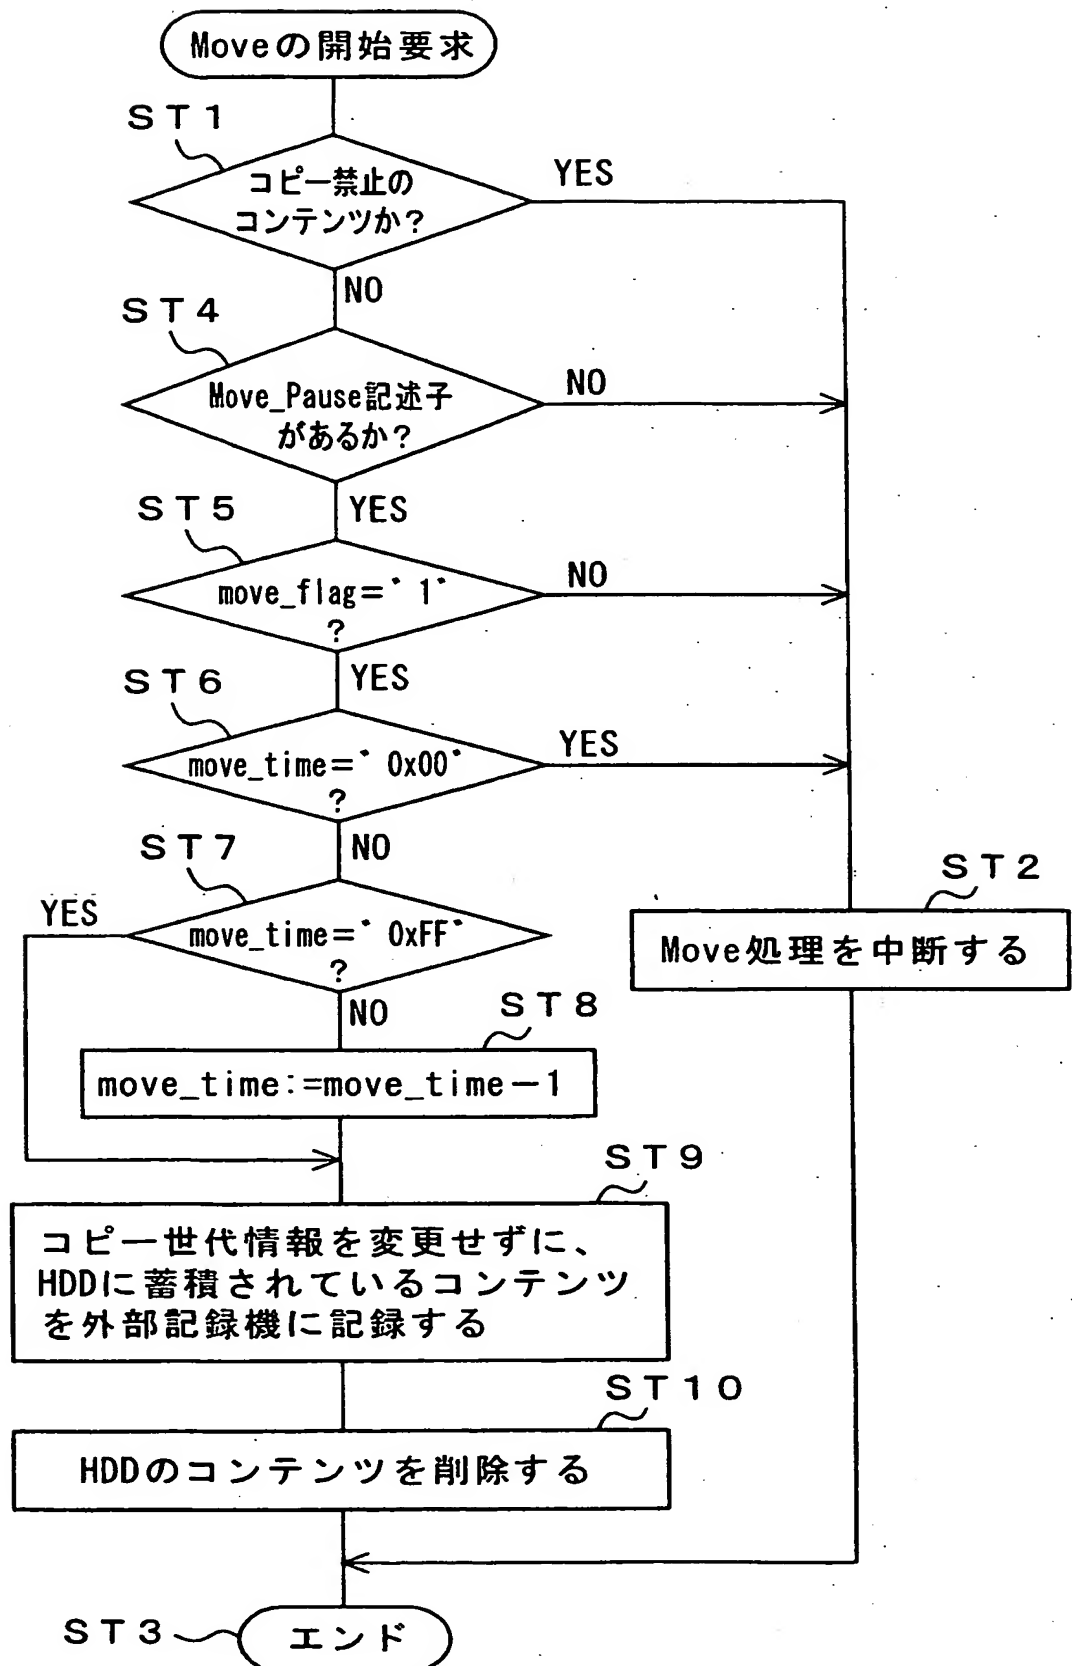 Moveの開始要求
ST1
コピー禁止の
コンテンツか?
YES
NO
ST4
Move_Pause記述子
があるか?
NO
YES
ST5
move_flag=“1”
?
NO
YES
ST6
move_time=“0x00”
?
YES
NO
ST7
YES
move_time=“0xFF”
?
NO
ST2
Move処理を中断する
ST8
move_time:=move_time−1
ST9
コピー世代情報を変更せずに、
HDDに蓄積されているコンテンツ
を外部記録機に記録する
ST10
HDDのコンテンツを削除する
ST3
エンド